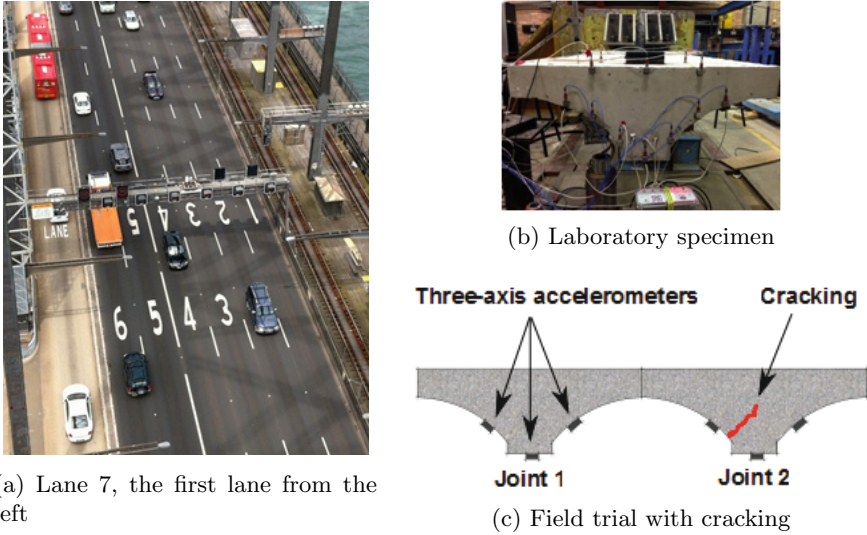 LANE
5 4 3 2 1
6 5 4 3
(a) Lane 7, the first lane from the
left
(b) Laboratory specimen
Three-axis accelerometers
Cracking
Joint 1
Joint 2
(c) Field trial with cracking